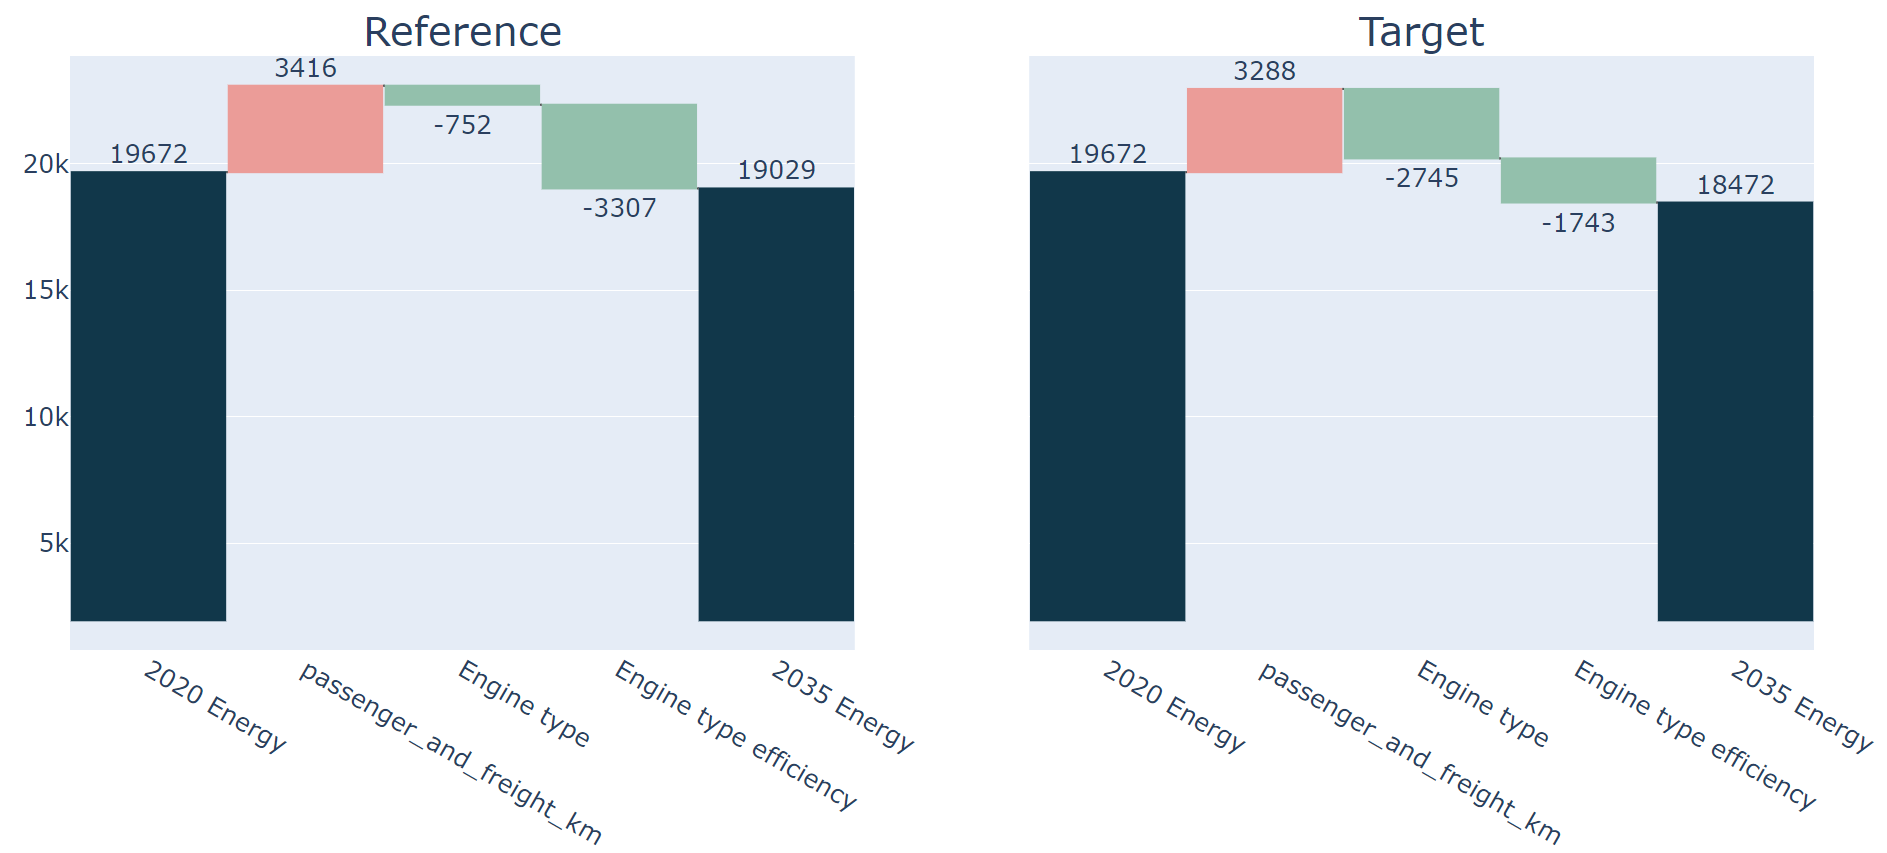 Reference
3416
19672
-752
19029
-3307
20k
15k
10k
5k
2020 Energy
passenger_and_freight_km
Engine type
Engine type efficiency
2035 Energy
Target
3288
19672
-2745
18472
-1743
2020 Energy
passenger_and_freight_km
Engine type
Engine type efficiency
2035 Energy